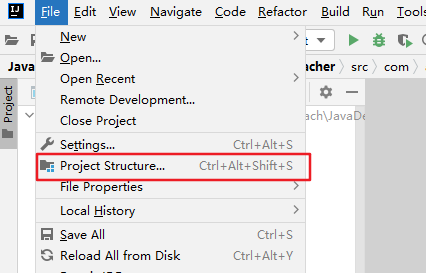 IJ File Edit View Navigate Code Refactor Build Run Tools
Java
acher src com
Project
ach\JavaDe
New
Open...
Open Recent
Remote Development...
Close Project
Settings... Ctrl+Alt+S
Project Structure... Ctrl+Alt+Shift+S
File Properties
Local History
Save All Ctrl+S
Reload All from Disk Ctrl+Alt+Y